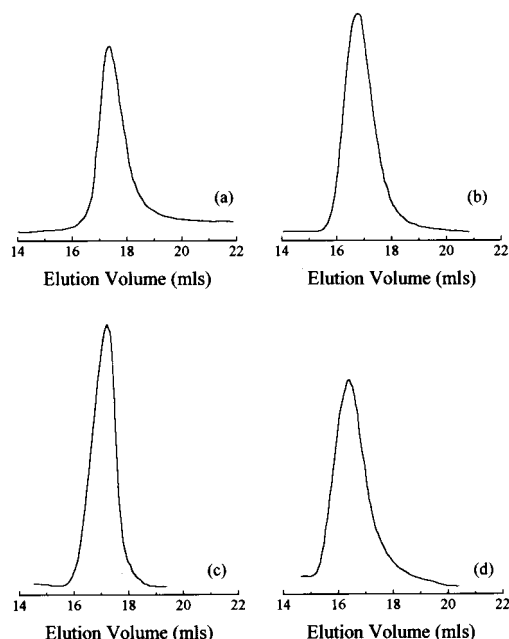 (a)
14 16 18 20 22
Elution Volume (mls)
(b)
14 16 18 20 22
Elution Volume (mls)
(c)
14 16 18 20 22
Elution Volume (mls)
(d)
14 16 18 20 22
Elution Volume (mls)